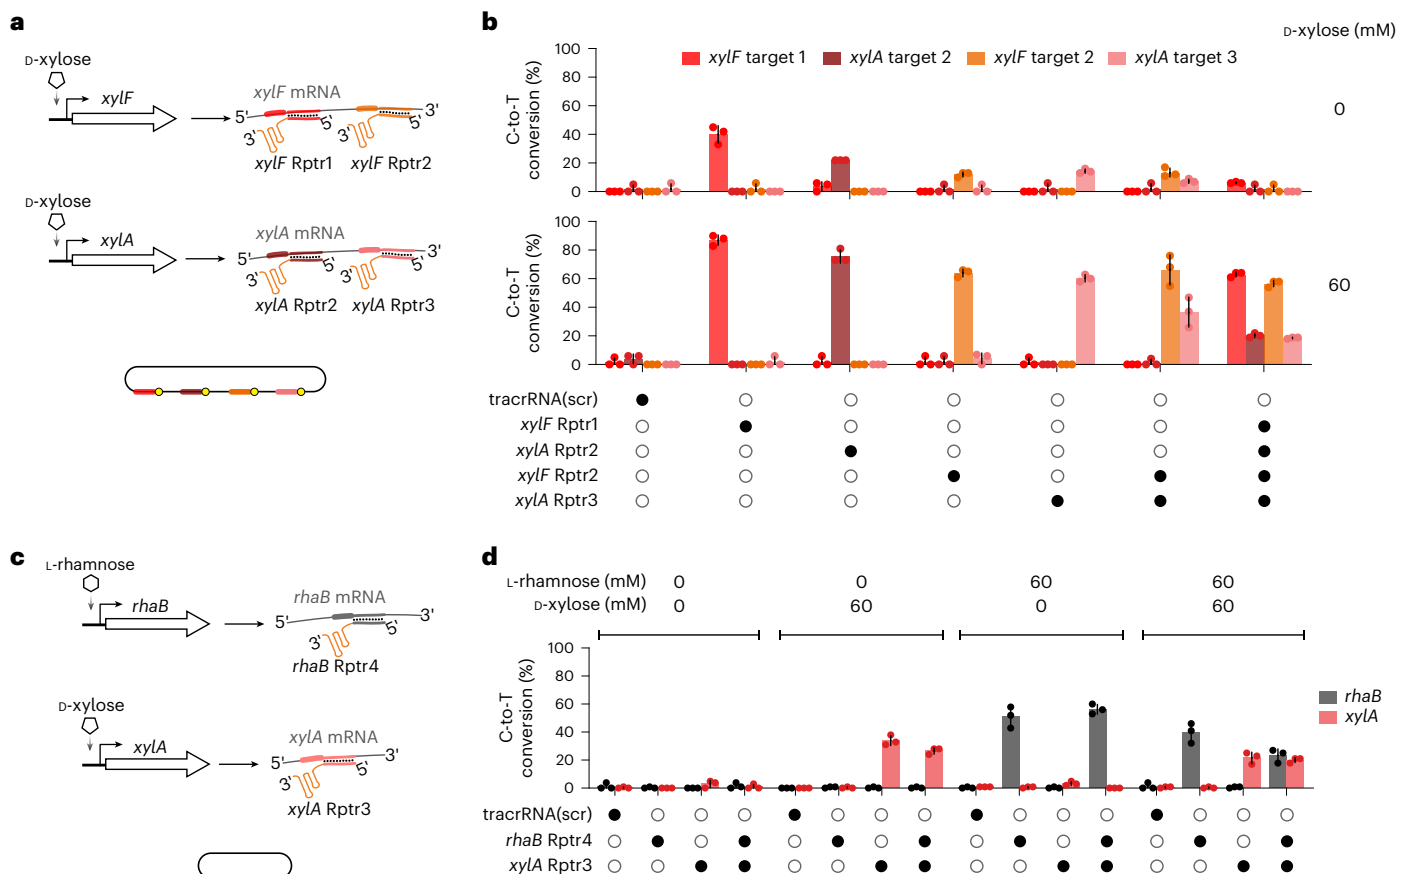 a
D-xylose
xylF
xylF mRNA
5'
3'
3'
5'
3'
5'
xylF Rptr1
xylF Rptr2
D-xylose
xylA
xylA mRNA
5'
3'
3'
5'
3'
5'
xylA Rptr2
xylA Rptr3
b
D-xylose (mM)
xylF target 1
xylA target 2
xylF target 2
xylA target 3
C-to-T
conversion (%)
100
80
60
40
20
0
0
C-to-T
conversion (%)
100
80
60
40
20
0
60
tracrRNA(scr)
xylF Rptr1
xylA Rptr2
xylF Rptr2
xylA Rptr3
c
L-rhamnose
rhaB
rhaB mRNA
5'
3'
3'
5'
rhaB Rptr4
D-xylose
xylA
xylA mRNA
5'
3'
3'
5'
xylA Rptr3
d
L-rhamnose (mM) 0 0 60 60
D-xylose (mM) 0 60 0 60
C-to-T
conversion (%)
100
80
60
40
20
0
rhaB
xylA
tracrRNA(scr)
rhaB Rptr4
xylA Rptr3